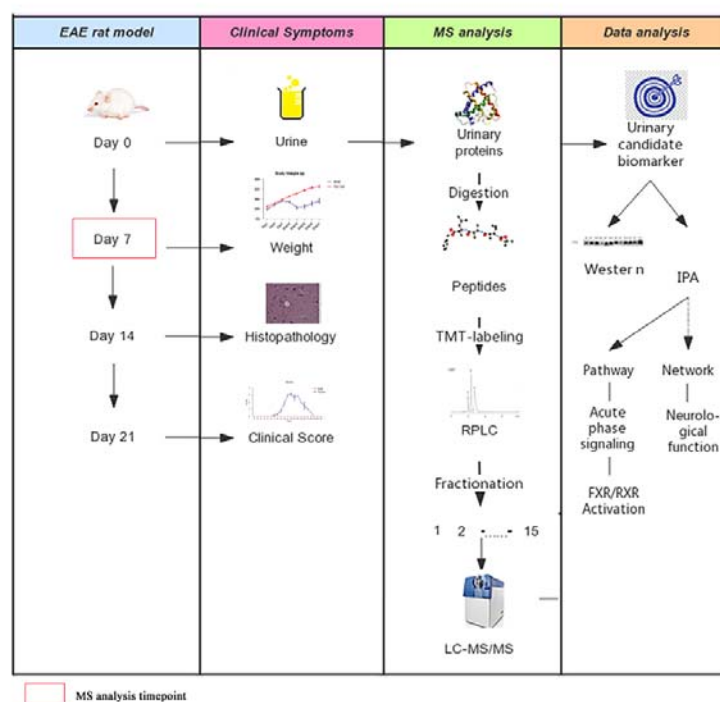 EAE rat model
Clinical Symptoms
MS analysis
Data analysis
Day 0
Urine
Urinary
proteins
Urinary
candidate
biomarker
Digestion
Day 7
Weight
Peptides
Wester n
IPA
Day 14
Histopathology
TMT-labeling
Pathway
Network
RPLC
Acute
phase
signaling
Neurolo-
gical
function
Day 21
Clinical Score
Fractionation
FXR/RXR
Activation
1 2 15
LC-MS/MS
MS analysis timepoint